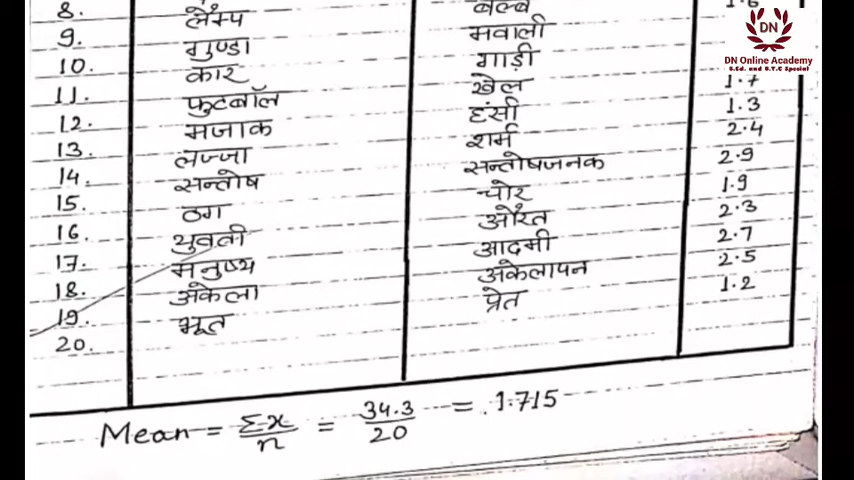 8. लैम्प बल्ब 1.6
9. गुण्डा मवाली
10. कार गाड़ी
11. फुटबॉल खेल 1.7
12. मजाक हंसी 1.3
13. लज्जा शर्म 2.4
14. सन्तोष सन्तोषजनक 2.9
15. ठग चोर 1.9
16. युवती औरत 2.3
17. मनुष्य आदमी 2.7
18. अकेला अकेलापन 2.5
19. भूत प्रेत 1.2
20.
Mean = Σx/n = 34.3/20 = 1.715
DN
DN Online Academy
S.Ed. and B.T.C Special